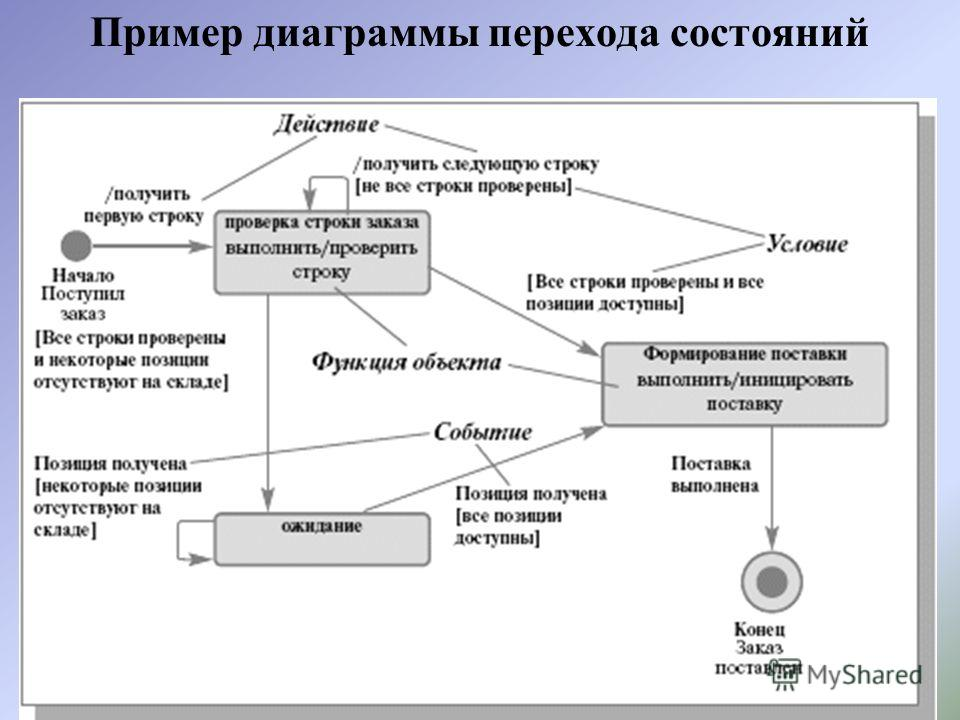 Пример диаграммы перехода состояний
Действие
/получить следующую строку
[не все строки проверены]
/получить
первую строку
проверка строки заказа
выполнить/проверить
строку
Условие
Начало
Поступил
заказ
[Все строки проверены и все
позиции доступны]
[Все строки проверены
и некоторые позиции
отсутствуют на складе]
Функция объекта
Формирование поставки
выполнить/иницировать
поставку
Событие
Позиция получена
[некоторые позиции
отсутствуют на
складе]
Позиция получена
[все позиции
доступны]
Поставка
выполнена
ожидание
Конец
Заказ
поставлен
MyShared